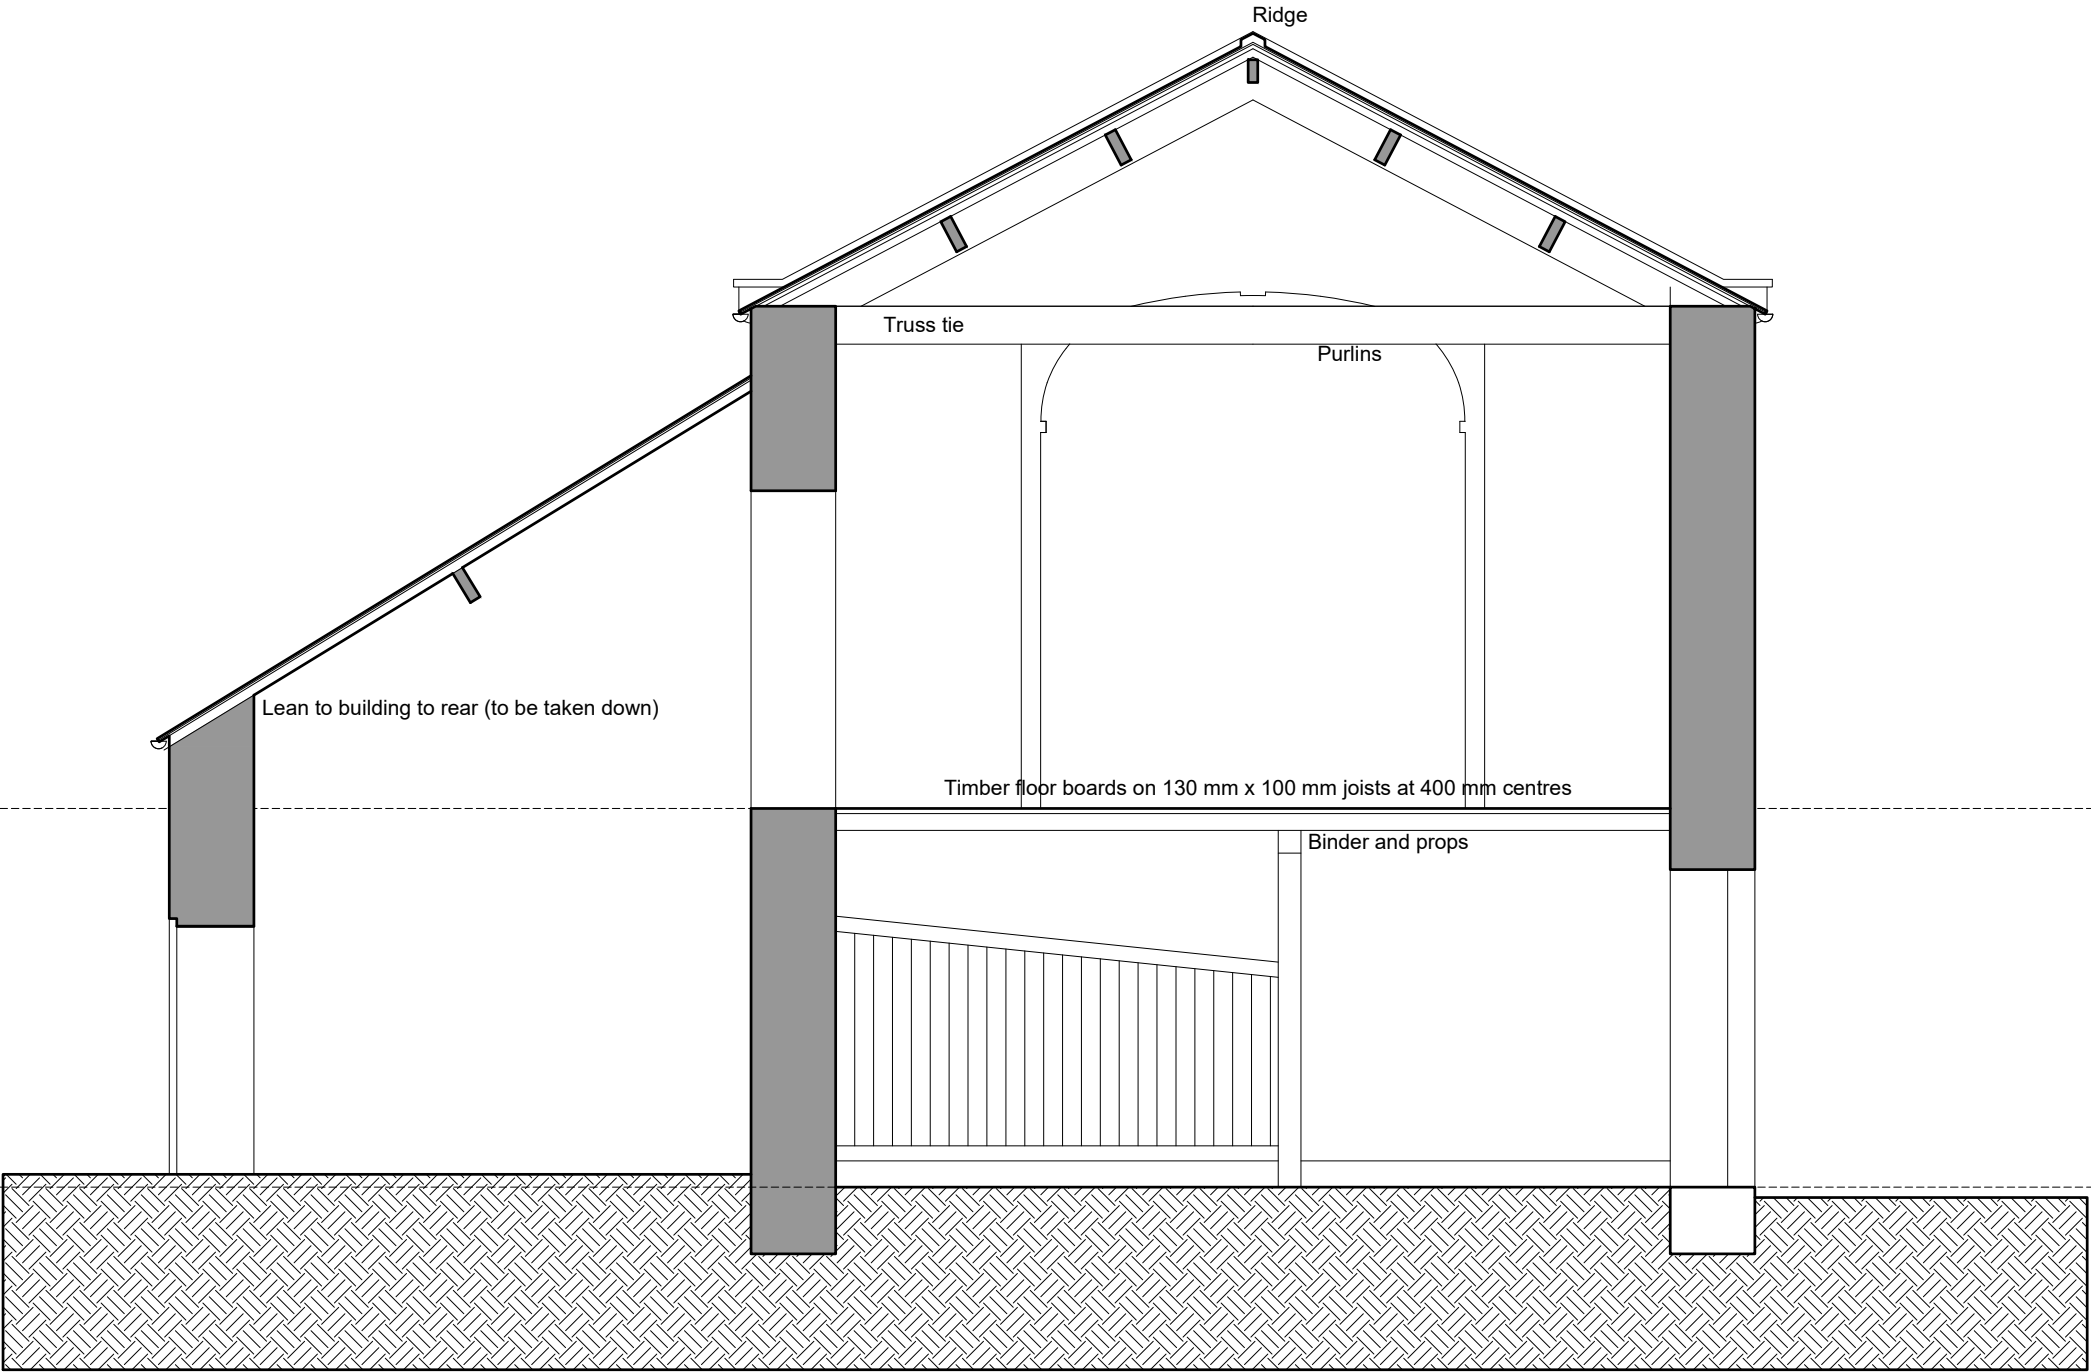 Ridge
Truss tie
Purlins
Lean to building to rear (to be taken down)
Timber floor boards on 130 mm x 100 mm joists at 400 mm centres
Binder and props